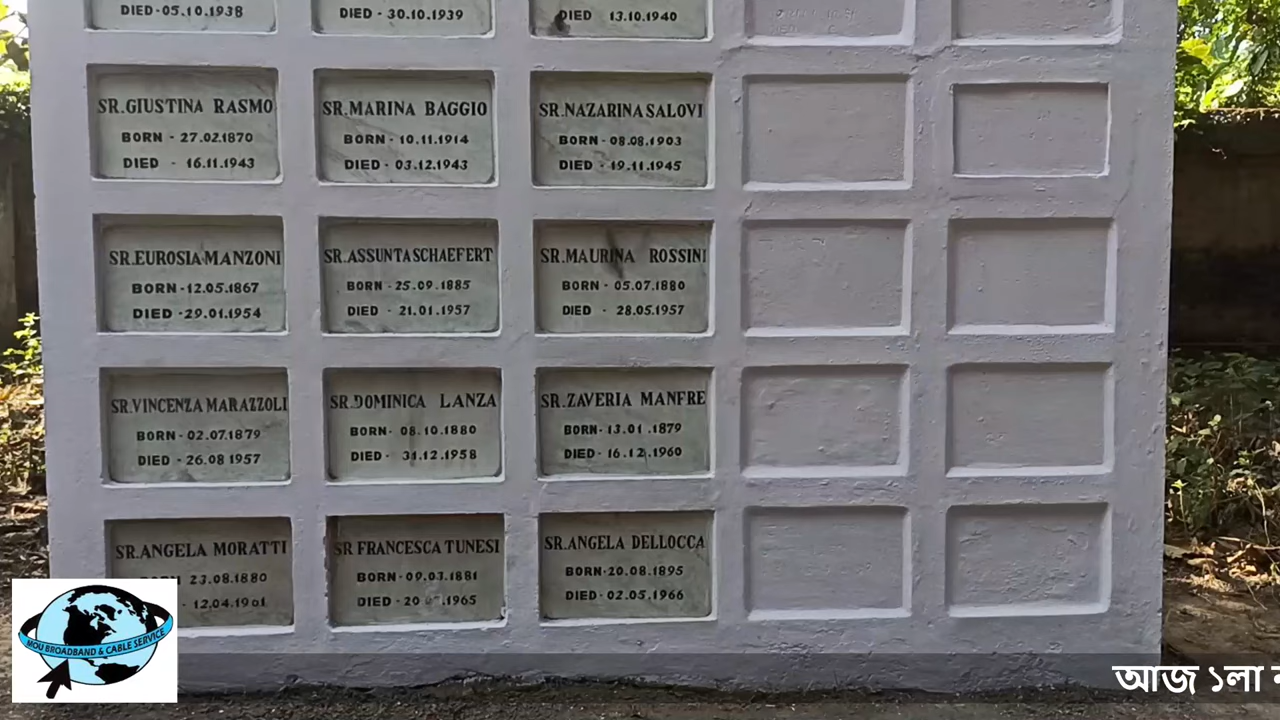 DIED-05.10.1938
DIED - 30.10.1939
DIED 13.10.1940
SR.GIUSTINA RASMO
BORN - 27.02.1870
DIED - 16.11.1943
SR.MARINA BAGGIO
BORN - 10.11.1914
DIED - 03.12.1943
SR.NAZARINA SALOVI
BORN - 08.08.1903
DIED - 19.11.1945
SR.EUROSIA MANZONI
BORN -12.05.1867
DIED -29.01.1954
SR.ASSUNTA SCHAEFERT
BORN - 25.09.1885
DIED - 21.01.1957
SR.MAURINA ROSSINI
BORN - 05.07.1880
DIED - 28.05.1957
SR.VINCENZA MARAZZOLI
BORN - 02.07.1879
DIED - 26.08 1957
SR.DOMINICA LANZA
BORN- 08.10.1880
DIED- 31.12.1958
SR.ZAVERIA MANFRE
BORN - 13.01.1879
DIED - 16.12.1960
SR.ANGELA MORATTI
23.08.1880
- 12.04.1961
SR FRANCESCA TUNESI
BORN-09.03.1881
DIED - 20 1965
SR.ANGELA DELLOCCA
BORN-20.08.1895
DIED - 02.05.1966
MOU BROADBAND & CABLE SERVICE
আজ ১লা